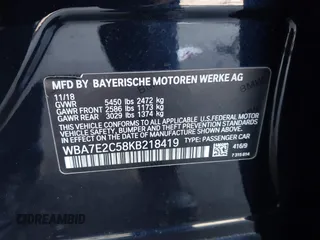 MFD BY BAYERISCHE MOTOREN WERKE AG
11/18
GVWR 5450 lbs 2472 kg
GAWR FRONT 2586 lbs 1173 kg
GAWR REAR 3029 lbs 1374 kg
THIS VEHICLE CONFORMS TO ALL APPLICABLE U.S. FEDERAL MOTOR
VEHICLE SAFETY, BUMPER AND THEFT PREVENTION STANDARDS
IN EFFECT ON THE DATE OF MANUFACTURE SHOWN ABOVE.
WBA7E2C58KB218419 TYPE: PASSENGER CAR
416/9
© IDREAMBID